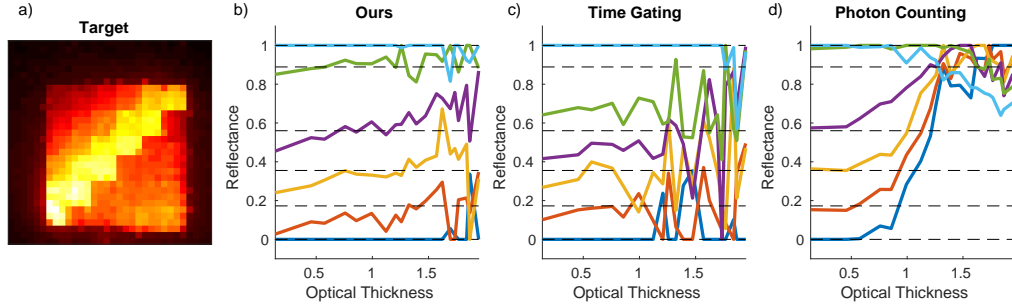 a)
Target
b)
Ours
1
0.8
0.6
0.4
0.2
0
Reflectance
0.5
1
1.5
Optical Thickness
c)
Time Gating
1
0.8
0.6
0.4
0.2
0
Reflectance
0.5
1
1.5
Optical Thickness
d)
Photon Counting
1
0.8
0.6
0.4
0.2
0
Reflectance
0.5
1
1.5
Optical Thickness